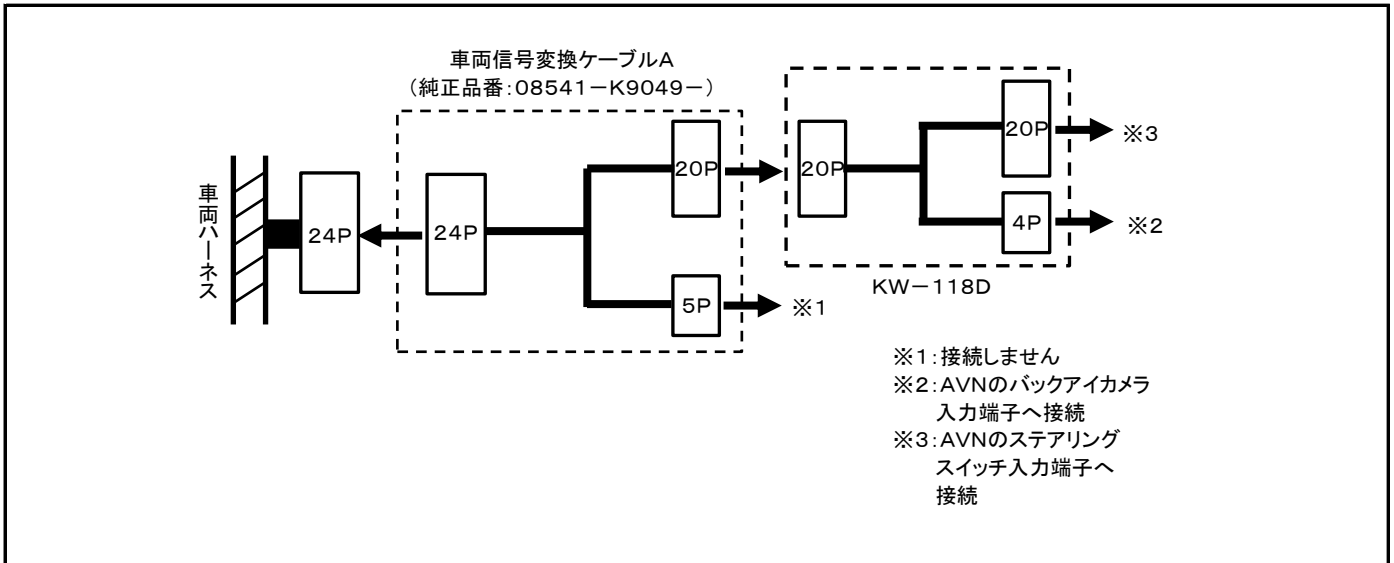 車両信号変換ケーブルA
（純正品番：08541－K9049－）
車両ハーネス
24P
24P
20P
5P
※1
20P
20P
4P
※3
※2
KW－118D
※1：接続しません
※2：AVNのバックアイカメラ
入力端子へ接続
※3：AVNのステアリング
スイッチ入力端子へ
接続